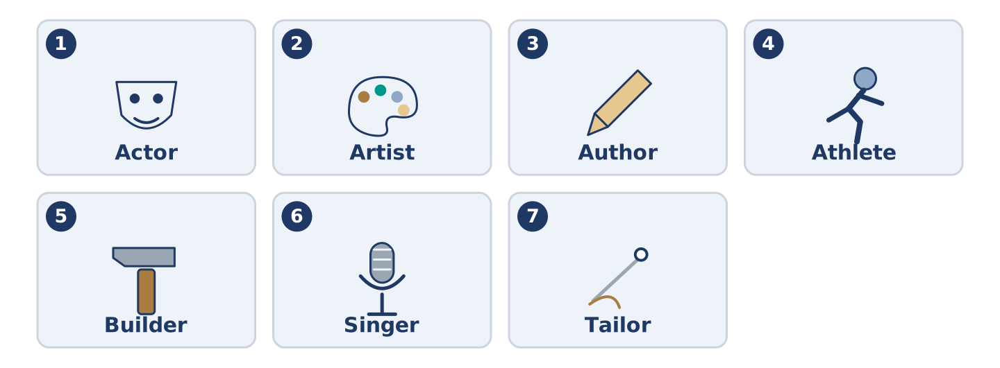 1
Actor
2
Artist
3
Author
4
Athlete
5
Builder
6
Singer
7
Tailor